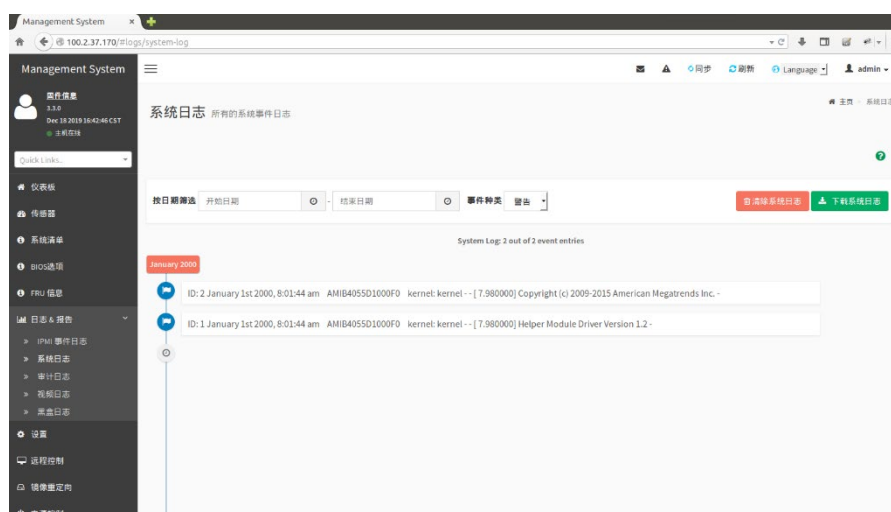 Management System
100.2.37.170/#logs/system-log
Management System
同步
刷新
Language
admin
固件信息
3.3.0
Dec 18 2019 16:42:46 CST
主机在线
系统日志 所有的系统事件日志
主页 - 系统日志
Quick Links..
仪表板
传感器
系统清单
BIOS选项
FRU 信息
日志 & 报告
» IPMI 事件日志
» 系统日志
» 审计日志
» 视频日志
» 黑盒日志
设置
远程控制
镜像重定向
按日期筛选 开始日期 - 结束日期 事件种类 警告
清除系统日志 下载系统日志
System Log: 2 out of 2 event entries
January 2000
ID: 2 January 1st 2000, 8:01:44 am AMIB4055D1000F0 kernel: kernel - - [ 7.980000] Copyright (c) 2009-2015 American Megatrends Inc. -
ID: 1 January 1st 2000, 8:01:44 am AMIB4055D1000F0 kernel: kernel - - [ 7.980000] Helper Module Driver Version 1.2 -